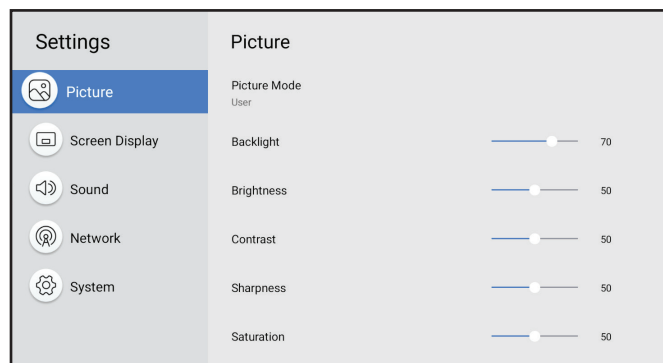 Settings
Picture
Screen Display
Sound
Network
System
Picture
Picture Mode
User
Backlight 70
Brightness 50
Contrast 50
Sharpness 50
Saturation 50